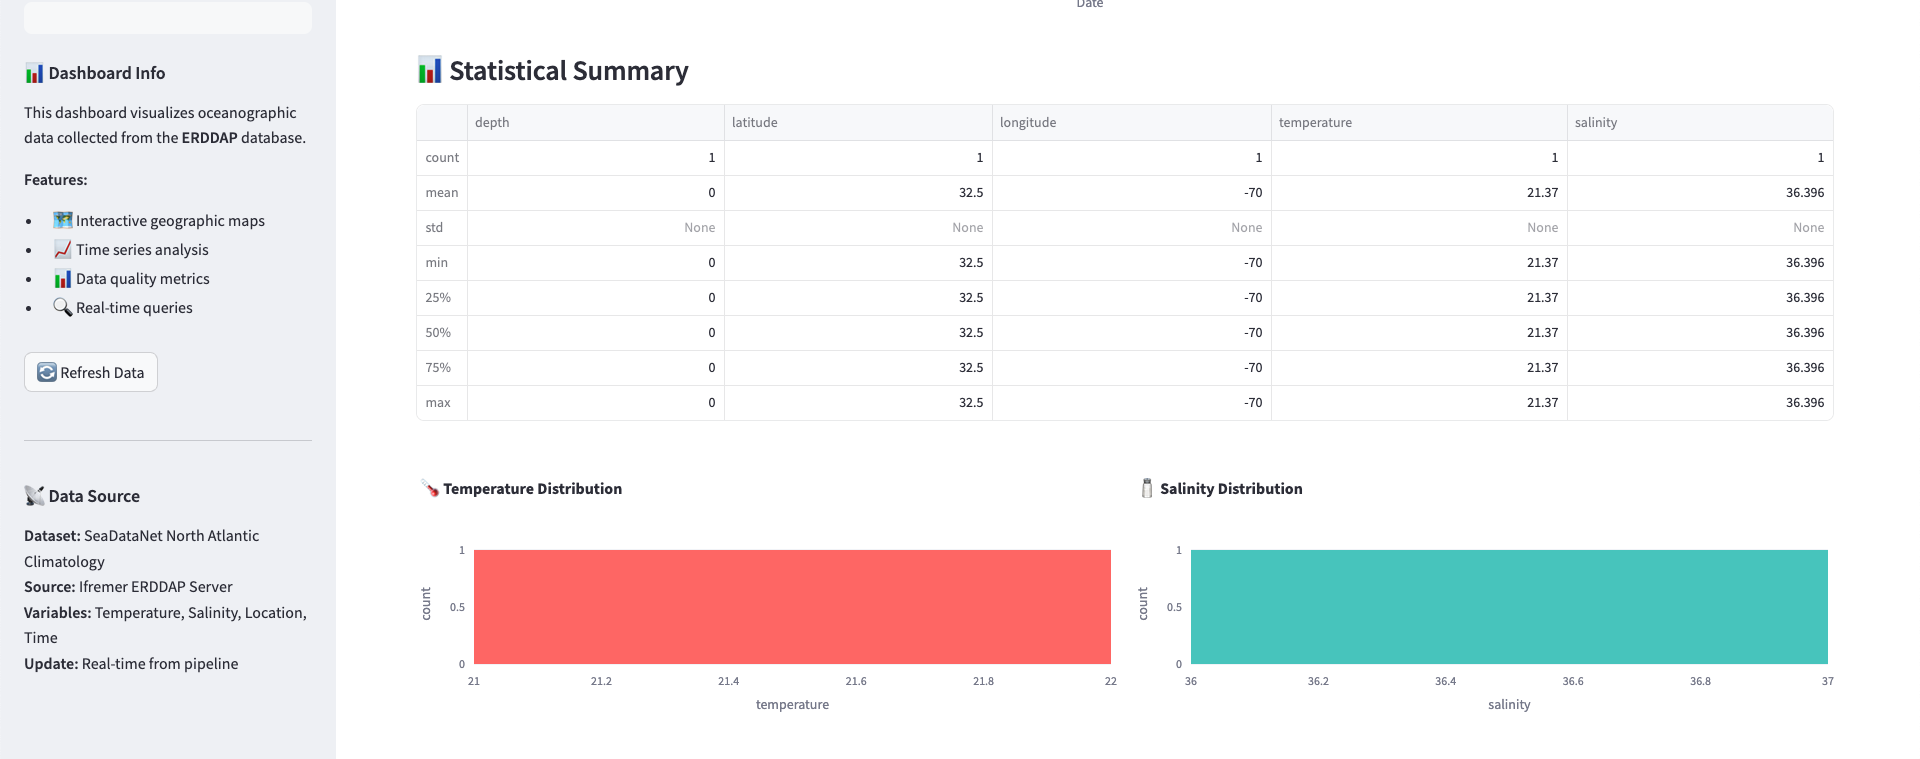 Date
📊 Dashboard Info
This dashboard visualizes oceanographic
data collected from the ERDDAP database.
Features:
• 🗺️ Interactive geographic maps
• 📈 Time series analysis
• 📊 Data quality metrics
• 🔍 Real-time queries
🔄 Refresh Data
📡 Data Source
Dataset: SeaDataNet North Atlantic
Climatology
Source: Ifremer ERDDAP Server
Variables: Temperature, Salinity, Location,
Time
Update: Real-time from pipeline
📊 Statistical Summary
depth latitude longitude temperature salinity
count 1 1 1 1 1
mean 0 32.5 -70 21.37 36.396
std None None None None None
min 0 32.5 -70 21.37 36.396
25% 0 32.5 -70 21.37 36.396
50% 0 32.5 -70 21.37 36.396
75% 0 32.5 -70 21.37 36.396
max 0 32.5 -70 21.37 36.396
🌡️ Temperature Distribution
1
0.5
0
count
21 21.2 21.4 21.6 21.8 22
temperature
🧂 Salinity Distribution
1
0.5
0
count
36 36.2 36.4 36.6 36.8 37
salinity